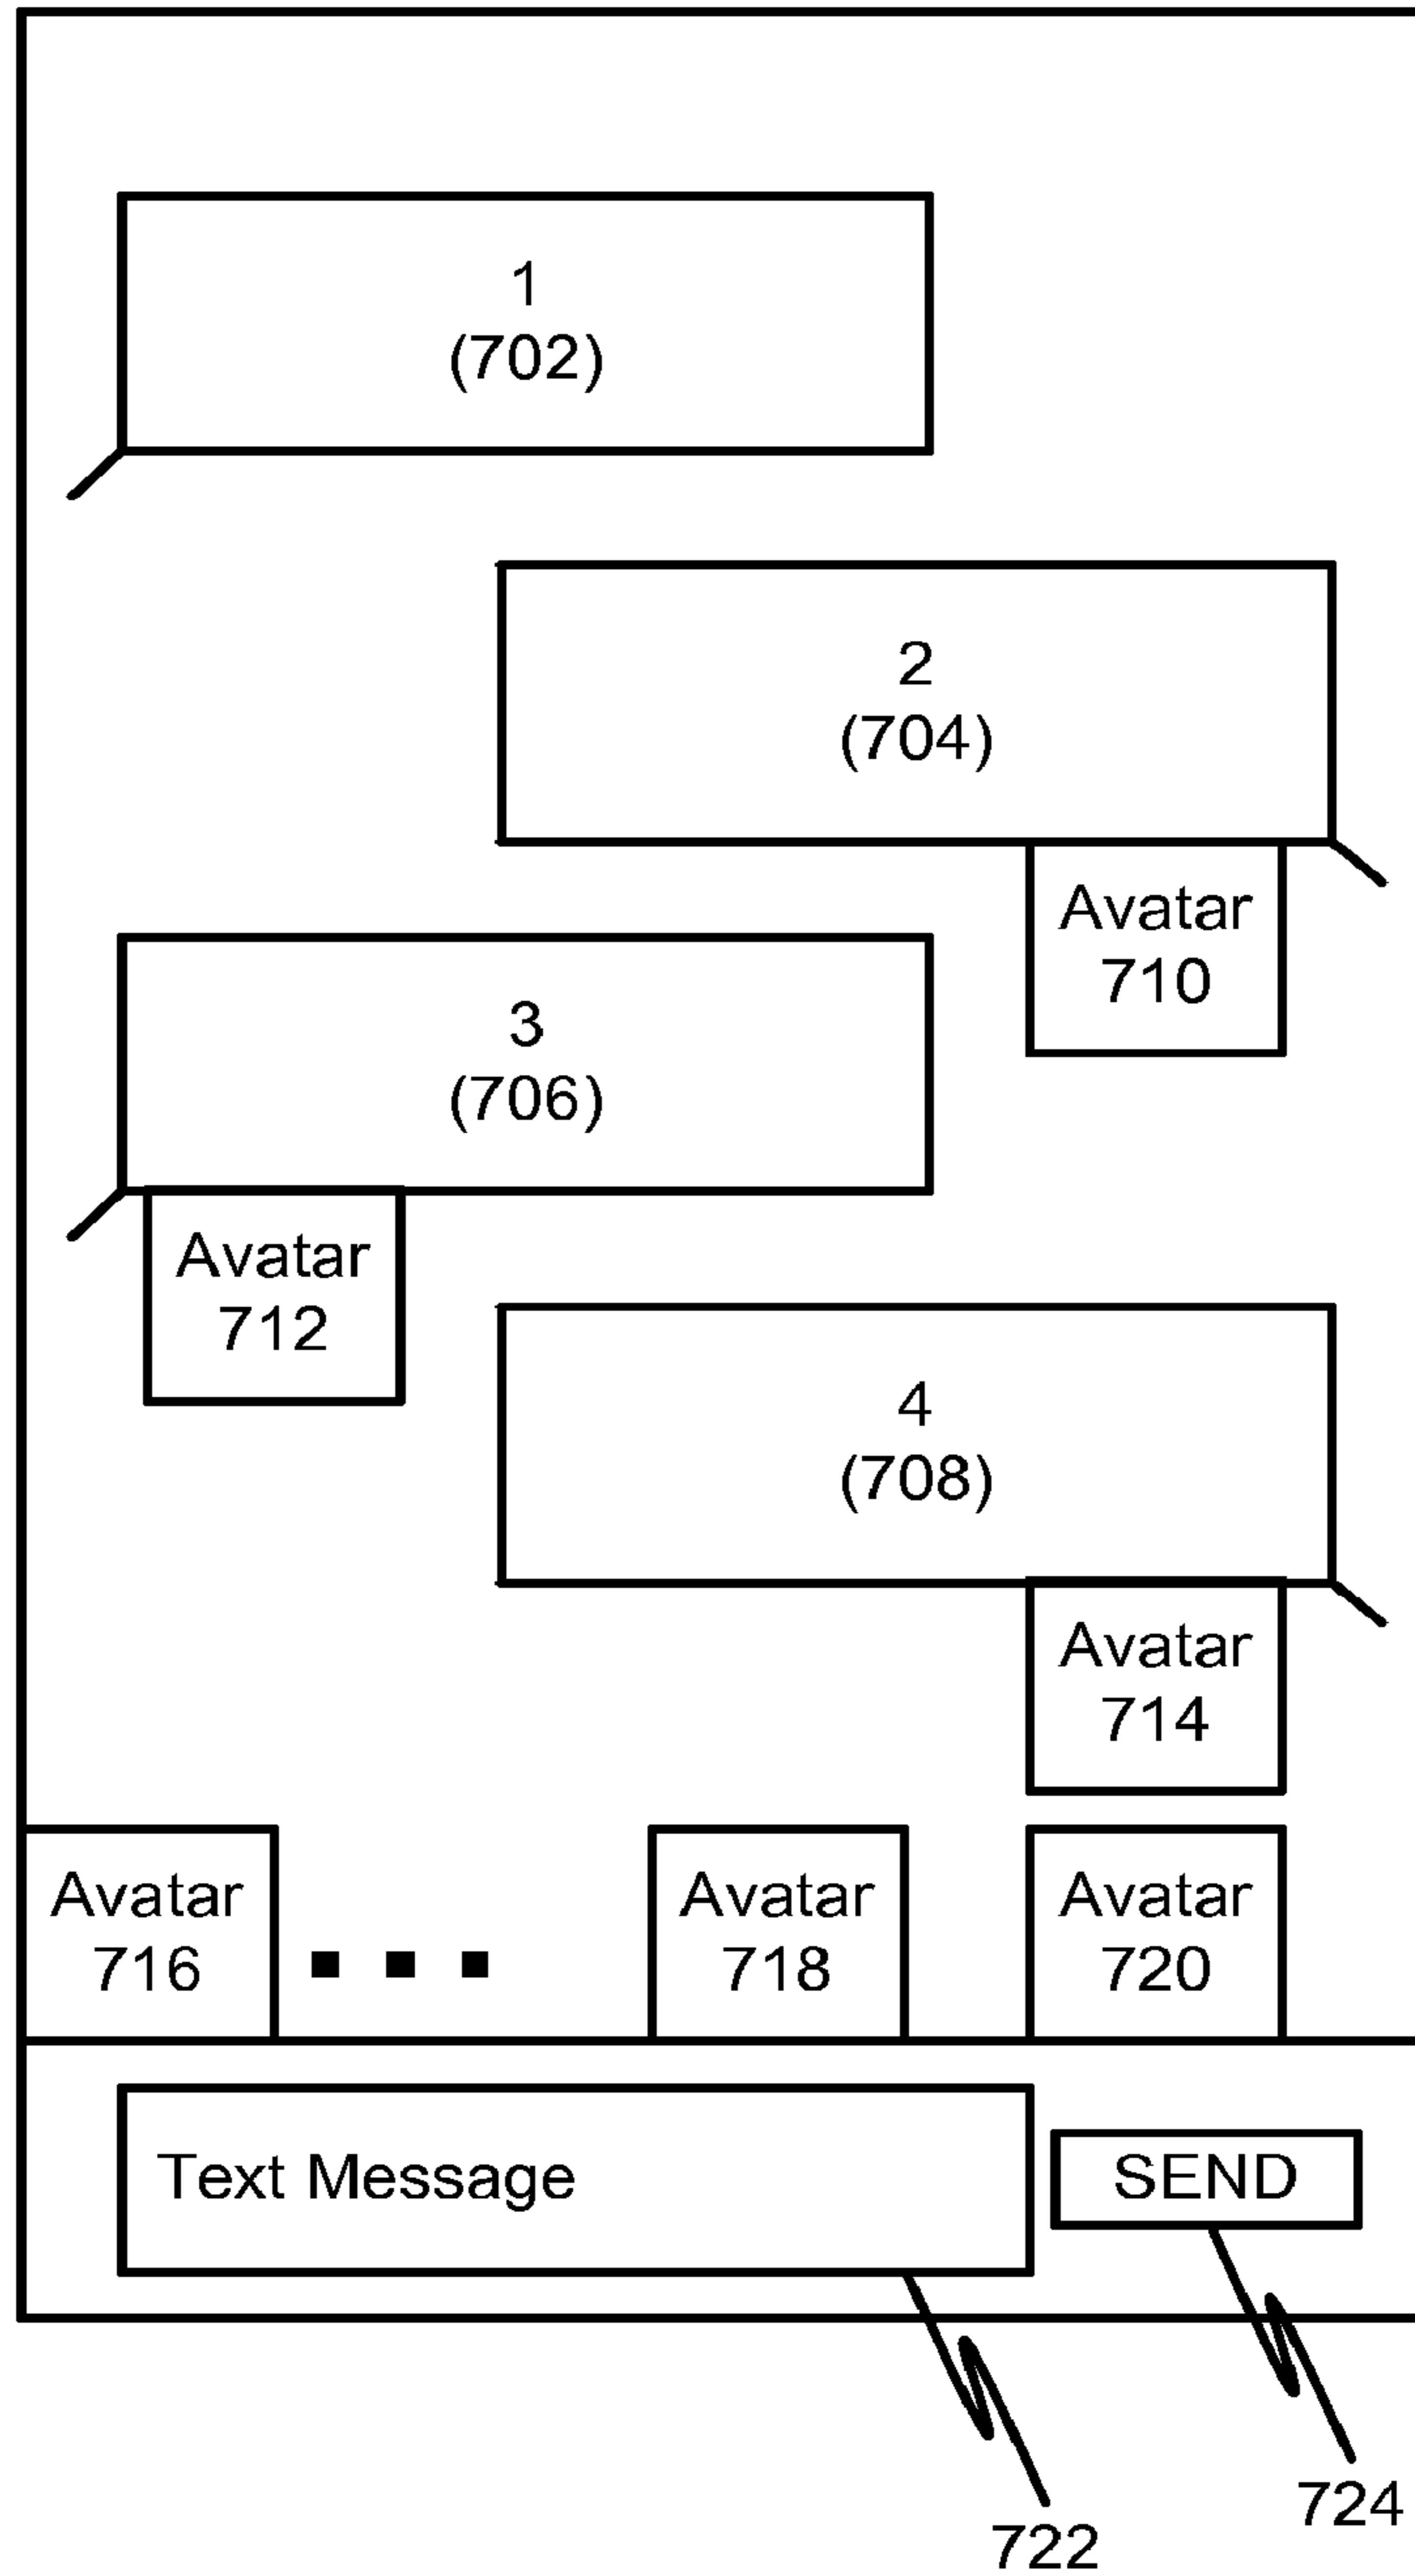 1
(702)
2
(704)
Avatar
710
3
(706)
Avatar
712
4
(708)
Avatar
714
Avatar
716
Avatar
718
Avatar
720
Text Message
SEND
722
724